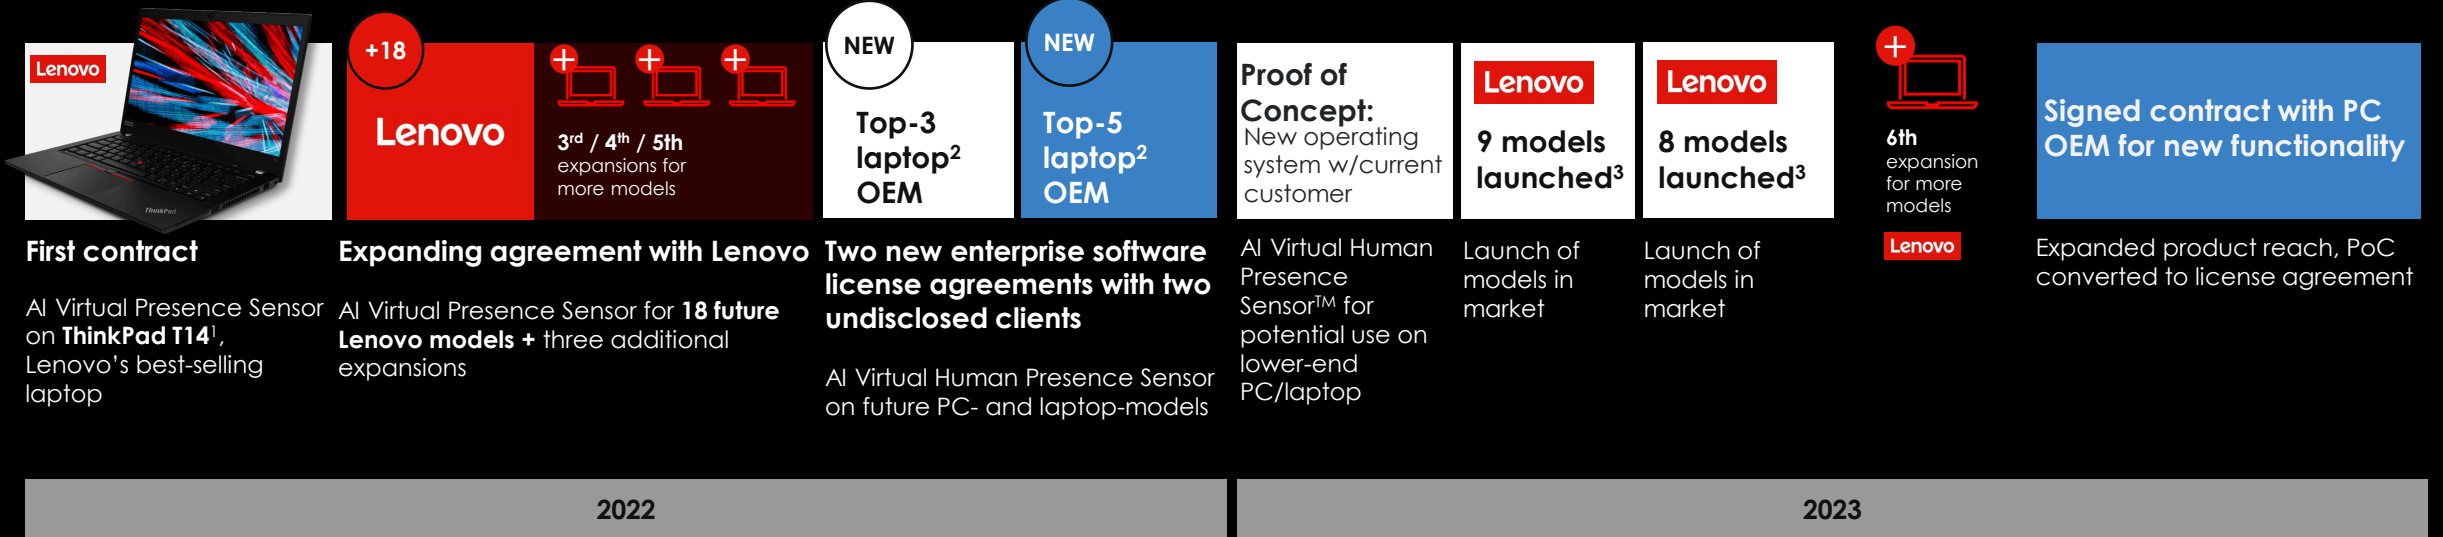 Lenovo
ThinkPad
First contract
AI Virtual Presence Sensor
on ThinkPad T14¹,
Lenovo’s best-selling
laptop
+18
Lenovo
3rd / 4th / 5th
expansions for
more models
Expanding agreement with Lenovo
AI Virtual Presence Sensor for 18 future
Lenovo models + three additional
expansions
NEW
Top-3
laptop²
OEM
NEW
Top-5
laptop²
OEM
Two new enterprise software
license agreements with two
undisclosed clients
AI Virtual Human Presence Sensor
on future PC- and laptop-models
Proof of
Concept:
New operating
system w/current
customer
AI Virtual Human
Presence
Sensor™ for
potential use on
lower-end
PC/laptop
Lenovo
9 models
launched³
Launch of
models in
market
Lenovo
8 models
launched³
Launch of
models in
market
6th
expansion
for more
models
Lenovo
Signed contract with PC
OEM for new functionality
Expanded product reach, PoC
converted to license agreement
2022
2023